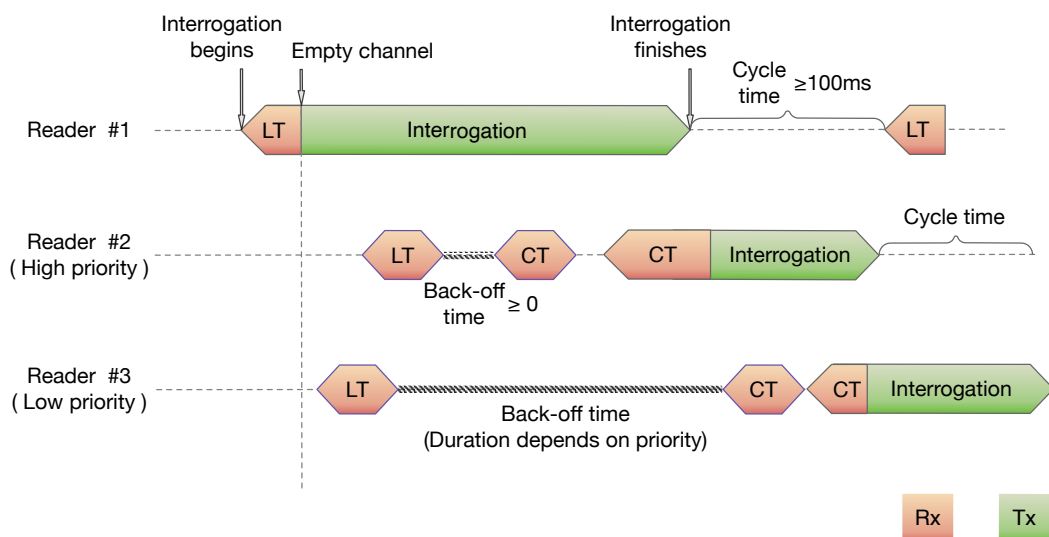 Interrogation
begins
Empty channel
Interrogation
finishes
Cycle
time ≥100ms
Reader #1
LT
Interrogation
LT
Reader #2
( High priority )
LT
CT
CT
Interrogation
Cycle time
Back-off
time ≥ 0
Reader #3
( Low priority )
LT
CT
CT
Interrogation
Back-off time
(Duration depends on priority)
Rx
Tx